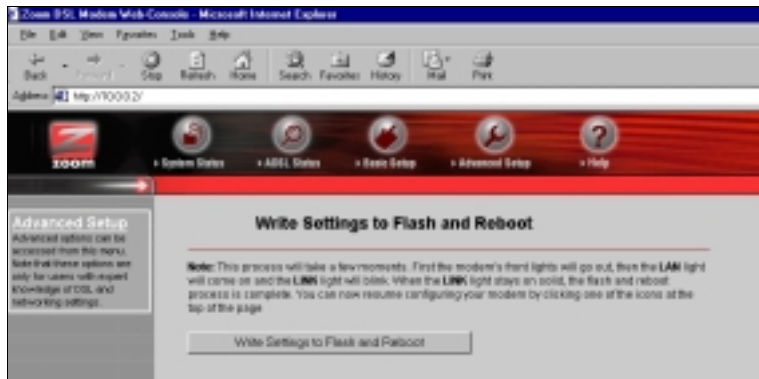 Zoom DSL Modem Web-Console - Microsoft Internet Explorer
File Edit View Favorites Tools Help
Back Forward Stop Refresh Home Search Favorites History Mail Print
Address http://10.0.0.2/
ZOOM
System Status ADSL Status Basic Setup Advanced Setup Help
Advanced Setup
Advanced options can be
accessed from this menu.
Note that these options are
only for users with expert
knowledge of DSL and
networking settings.
Write Settings to Flash and Reboot
Note: This process will take a few moments. First the modem's front lights will go out, then the LAN light
will come on and the LINK light will blink. When the LINK light stays on solid, the flash and reboot
process is complete. You can now resume configuring your modem by clicking one of the icons at the
top of the page
Write Settings to Flash and Reboot